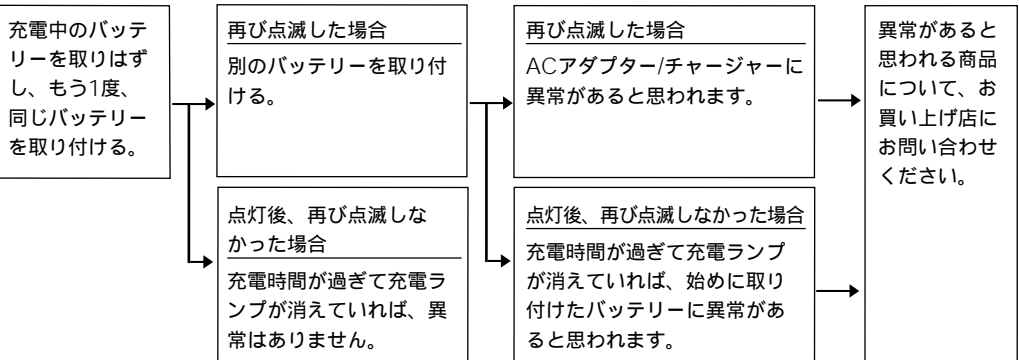 充電中のバッテ
リーを取りはず
し、もう1度、
同じバッテリー
を取り付ける。
再び点滅した場合
別のバッテリーを取り付
ける。
点灯後、再び点滅しな
かった場合
充電時間が過ぎて充電ラ
ンプが消えていれば、異
常はありません。
再び点滅した場合
ACアダプター/チャージャーに
異常があると思われます。
点灯後、再び点滅しなかった場合
充電時間が過ぎて充電ランプ
が消えていれば、始めに取り
付けたバッテリーに異常があ
ると思われます。
異常があると
思われる商品
について、お
買い上げ店に
お問い合わせ
ください。